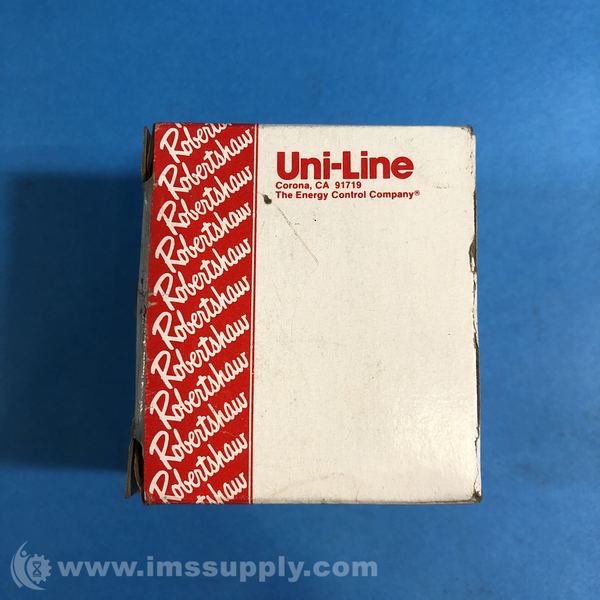 Uni-Line
Corona, CA 91719
The Energy Control Company®
Robertshaw
Robertshaw
Robertshaw
Robertshaw
Robertshaw
Robertshaw
Robertshaw
Robertshaw
Robertshaw
Robertshaw
www.imssupply.com